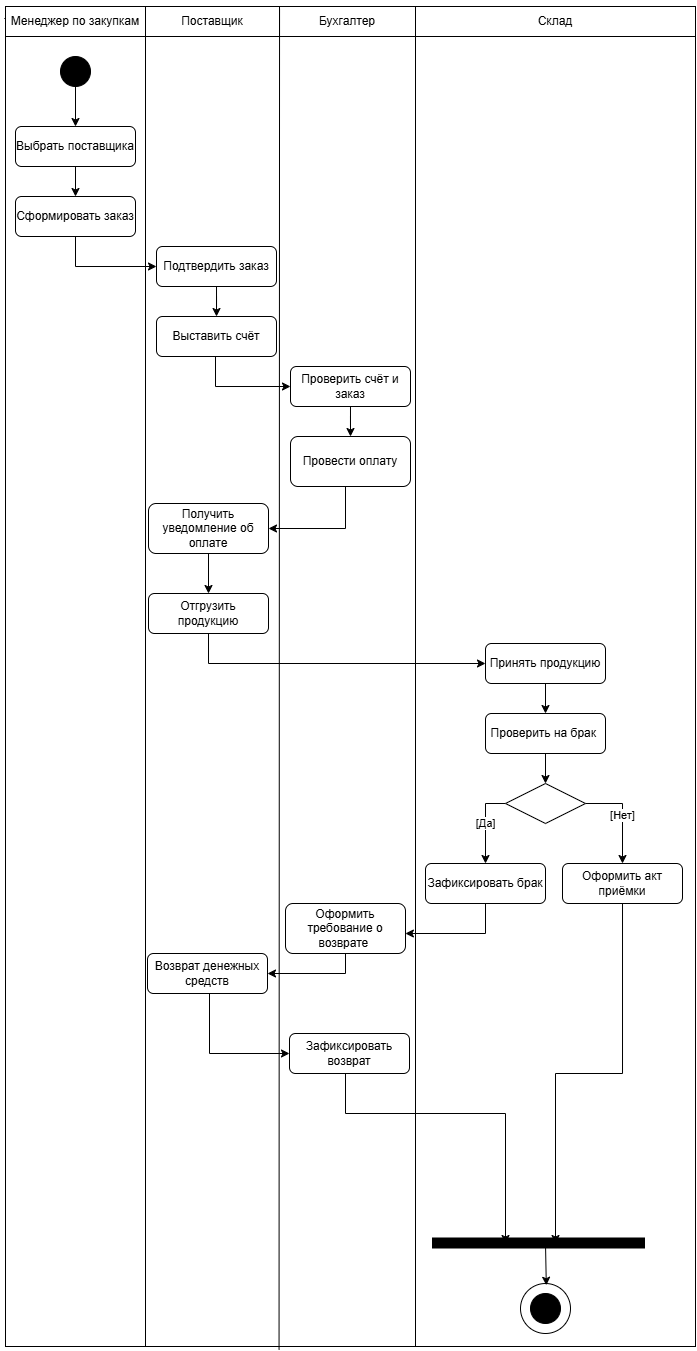 Менеджер по закупкам
Поставщик
Бухгалтер
Склад
Выбрать поставщика
Сформировать заказ
Подтвердить заказ
Выставить счёт
Проверить счёт и
заказ
Провести оплату
Получить
уведомление об
оплате
Отгрузить
продукцию
Принять продукцию
Проверить на брак
[Да]
[Нет]
Зафиксировать брак
Оформить акт
приёмки
Оформить
требование о
возврате
Возврат денежных
средств
Зафиксировать
возврат